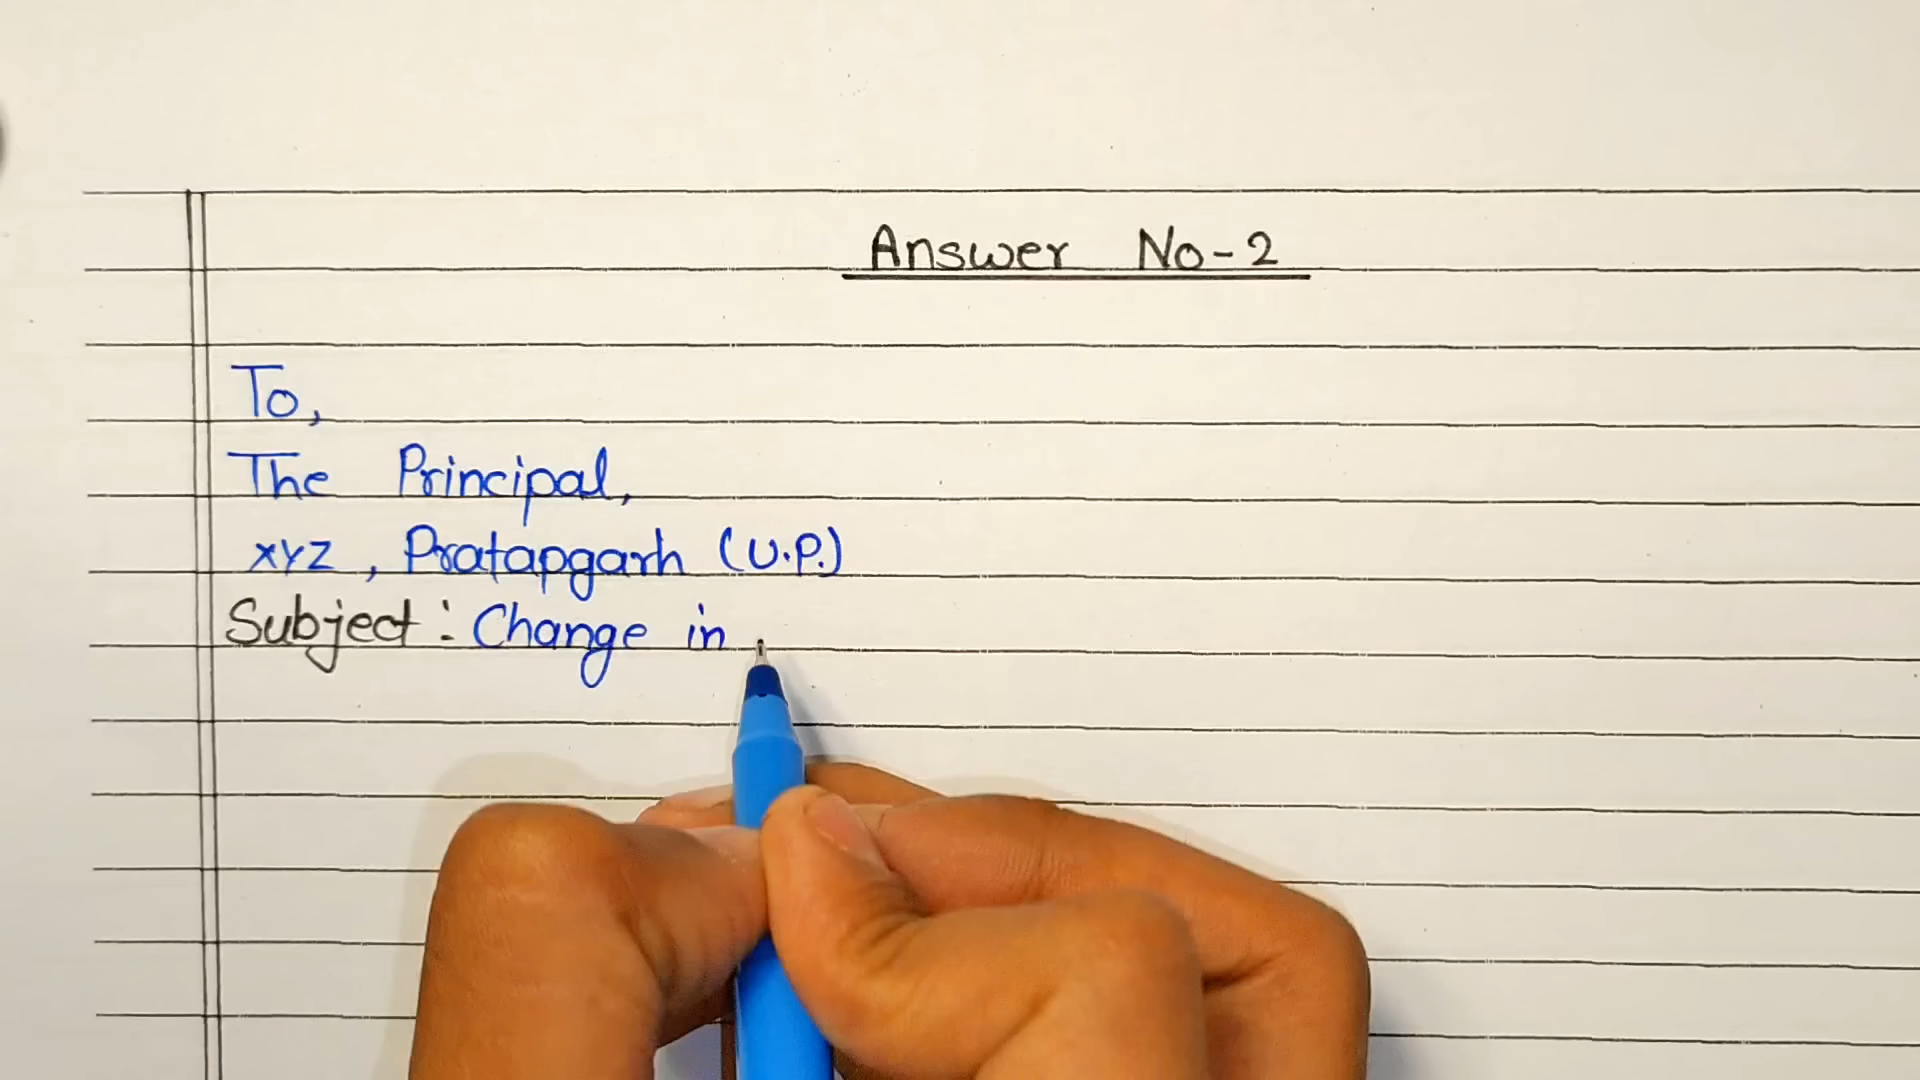 Answer No-2
To,
The Principal,
XYZ, Pratapgarh (U.P.)
Subject: Change in